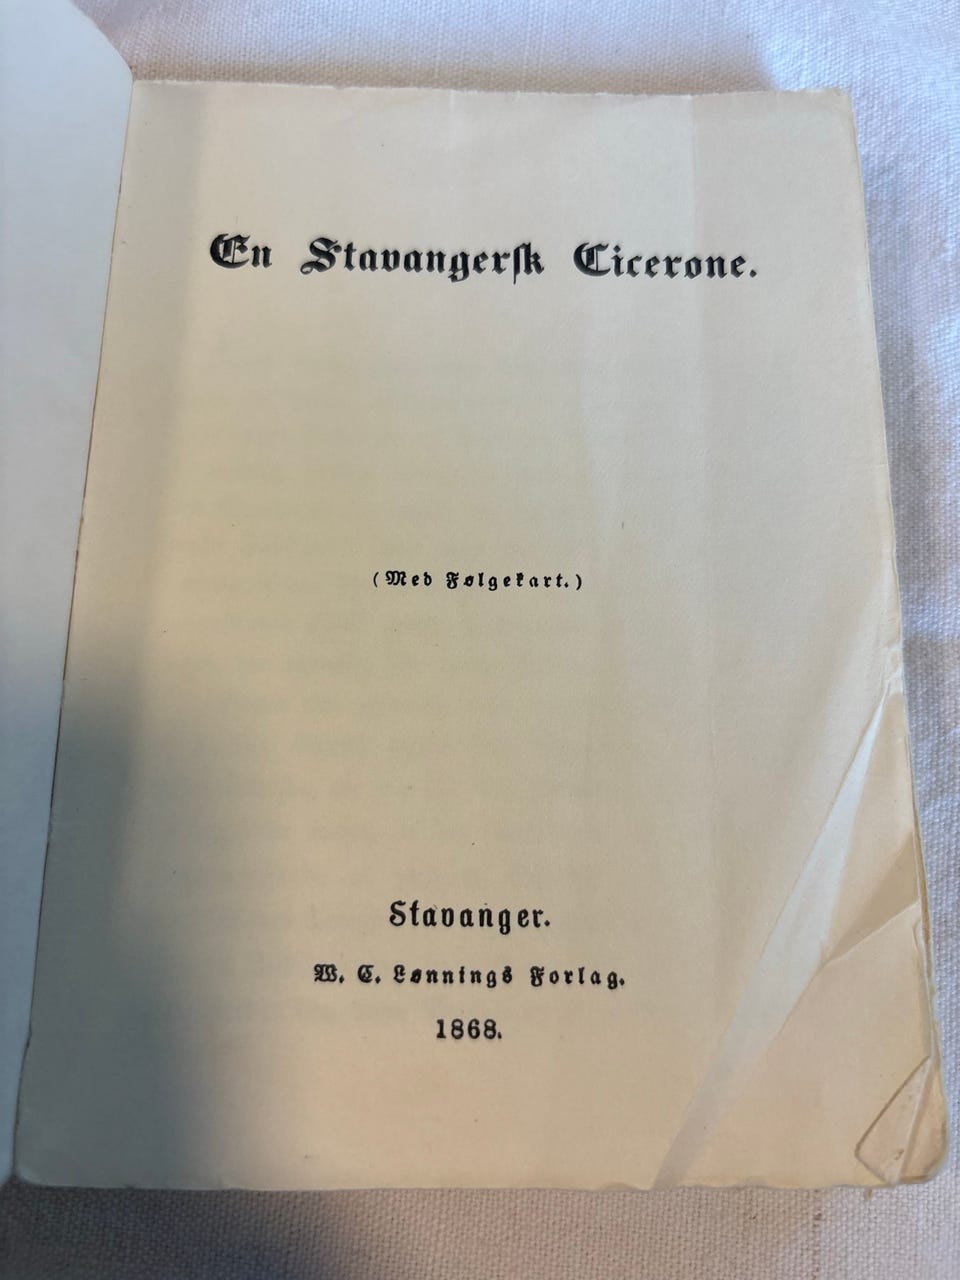 En Stavangersk Cicerone.
(Med Følgekart.)
Stavanger.
W. C. Lønnings Forlag.
1868.